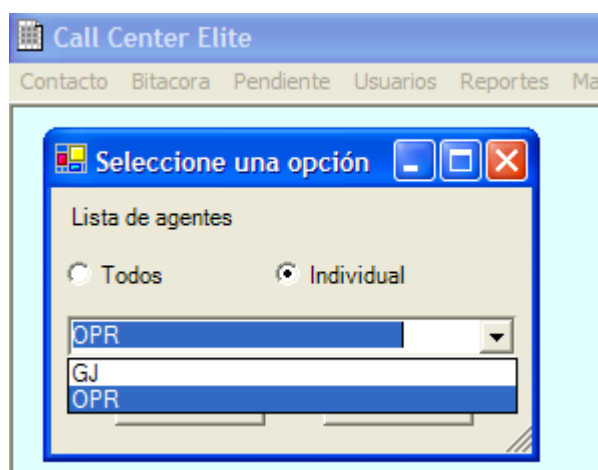 Call Center Elite
Contacto Bitacora Pendiente Usuarios Reportes Ma
Seleccione una opción
Lista de agentes
Todos Individual
OPR
GJ
OPR